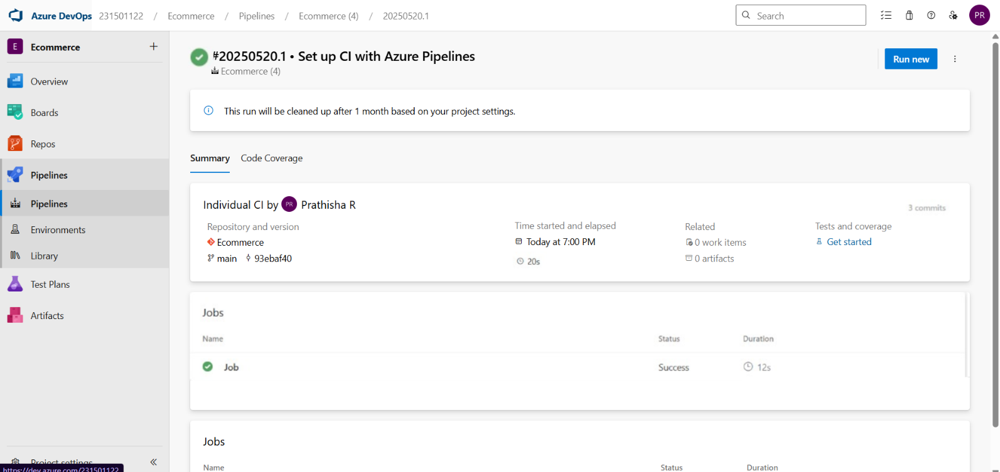 Azure DevOps 231501122 / Ecommerce / Pipelines / Ecommerce (4) / 20250520.1
Search
PR
E Ecommerce +
Overview
Boards
Repos
Pipelines
Pipelines
Environments
Library
Test Plans
Artifacts
Project settings
https://dev.azure.com/231501122
#20250520.1 • Set up CI with Azure Pipelines
Ecommerce (4)
Run new
This run will be cleaned up after 1 month based on your project settings.
Summary Code Coverage
Individual CI by PR Prathisha R
3 commits
Repository and version
Ecommerce
main 93ebaf40
Time started and elapsed
Today at 7:00 PM
20s
Related
0 work items
0 artifacts
Tests and coverage
Get started
Jobs
Name Status Duration
Job Success 12s
Jobs
Name Status Duration